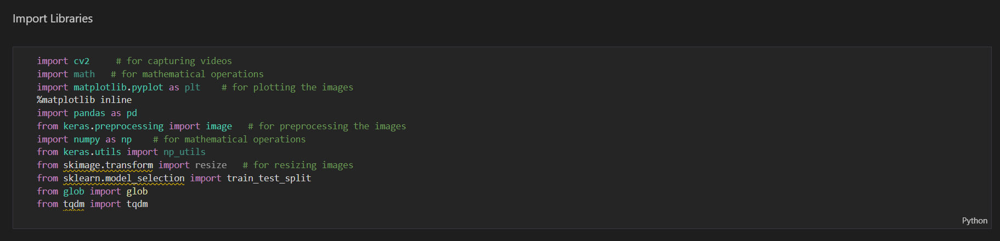 Import Libraries
import cv2     # for capturing videos
import math   # for mathematical operations
import matplotlib.pyplot as plt    # for plotting the images
%matplotlib inline
import pandas as pd
from keras.preprocessing import image   # for preprocessing the images
import numpy as np    # for mathematical operations
from keras.utils import np_utils
from skimage.transform import resize   # for resizing images
from sklearn.model_selection import train_test_split
from glob import glob
from tqdm import tqdm
Python